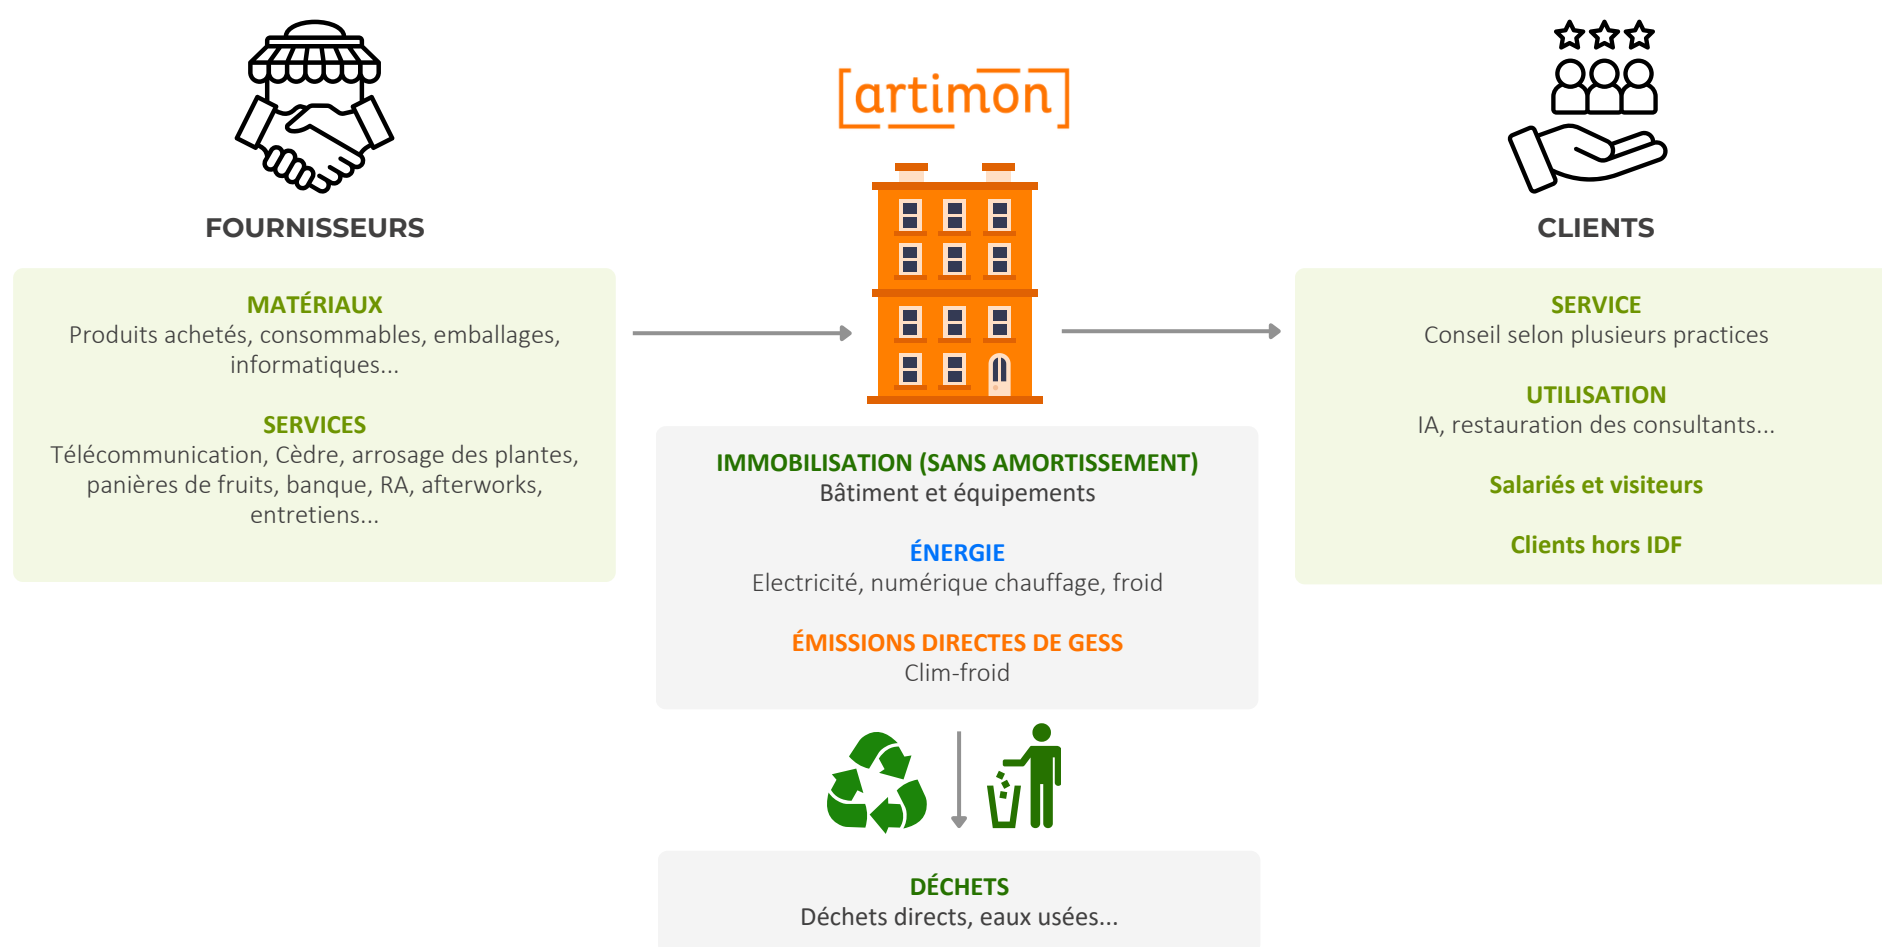 artimon
FOURNISSEURS
MATÉRIAUX
Produits achetés, consommables, emballages,
informatiques...
SERVICES
Télécommunication, Cèdre, arrosage des plantes,
panières de fruits, banque, RA, afterworks,
entretiens...
IMMOBILISATION (SANS AMORTISSEMENT)
Bâtiment et équipements
ÉNERGIE
Electricité, numérique chauffage, froid
ÉMISSIONS DIRECTES DE GESS
Clim-froid
DÉCHETS
Déchets directs, eaux usées...
CLIENTS
SERVICE
Conseil selon plusieurs practices
UTILISATION
IA, restauration des consultants...
Salariés et visiteurs
Clients hors IDF